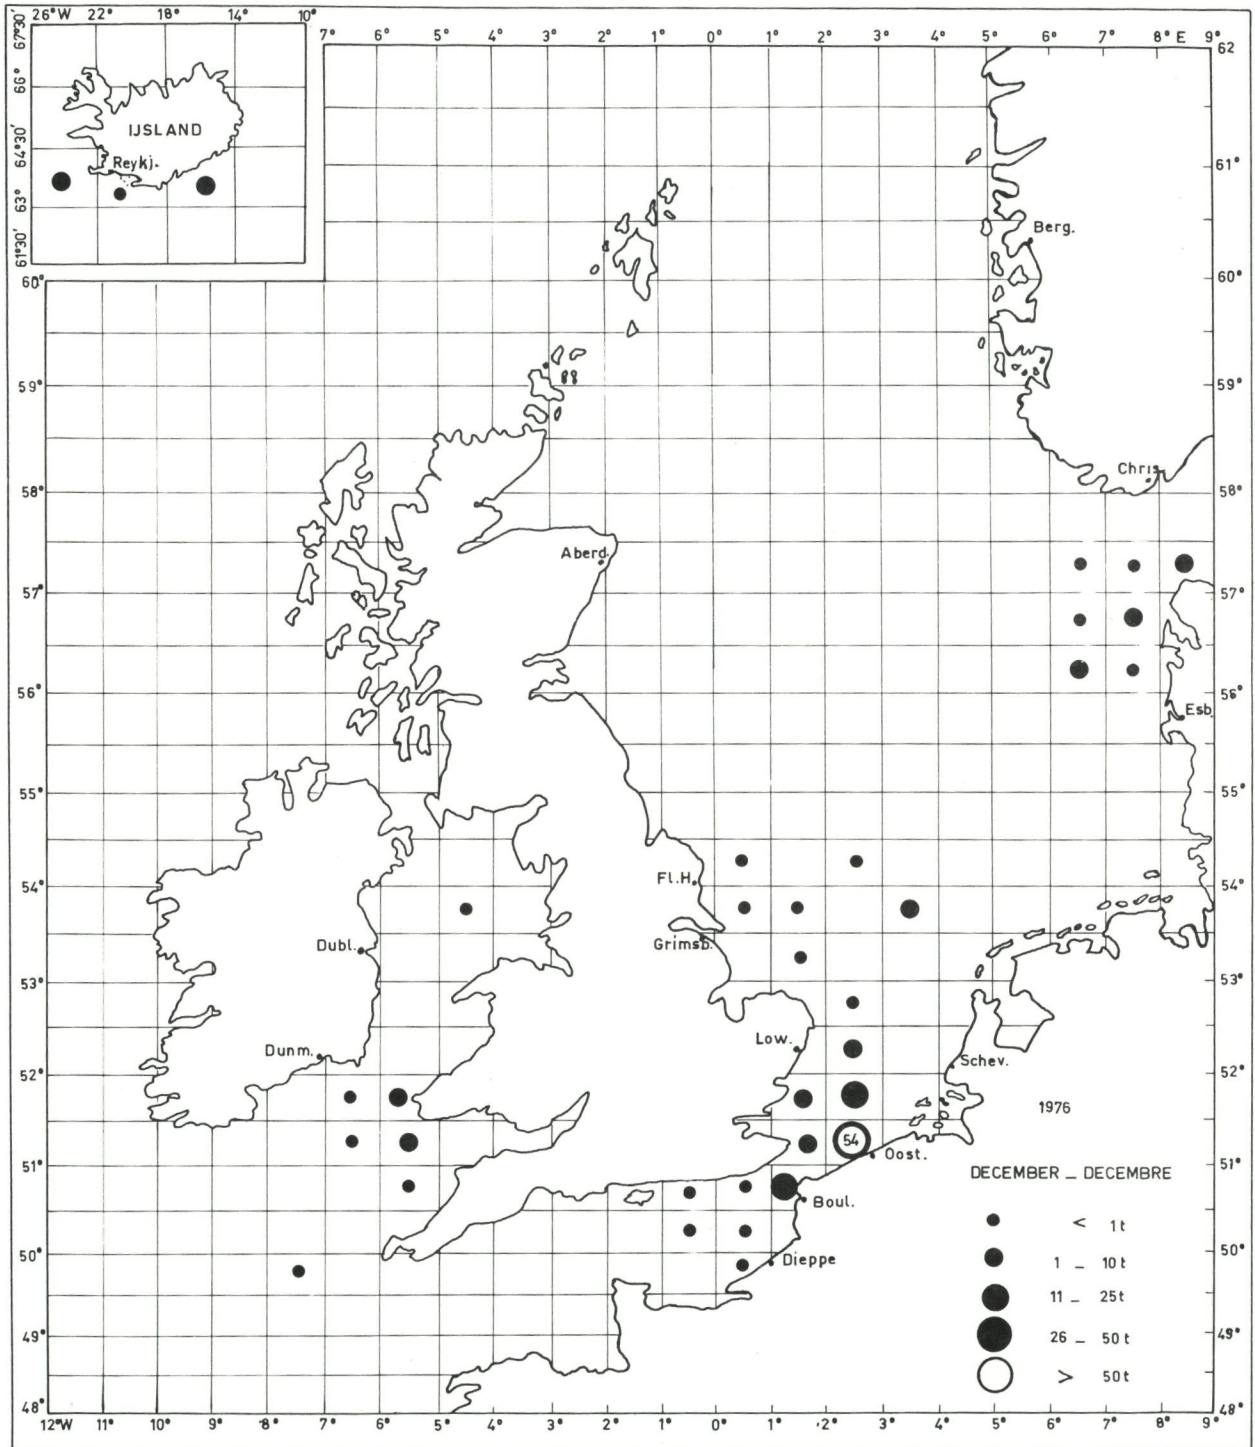 26°W 22° 18° 14° 10°
67°30' 66° 64°30' 63° 61°30'
IJSLAND
Reykj.
7° 6° 5° 4° 3° 2° 1° 0° 1° 2° 3° 4° 5° 6° 7° 8° E 9°
62
61°
60° 60°
59° 59°
58° 58°
57° 57°
56° 56°
55° 55°
54° 54°
53° 53°
52° 52°
51° 51°
50° 50°
49° 49°
48° 48°
Berg.
Chris
Aberd.
Esb
Fl.H.
Grimsb.
Dubl.
Dunm.
Low.
Schev.
54
Oost.
Boul.
Dieppe
1976
DECEMBER _ DECEMBRE
< 1t
1 _ 10t
11 _ 25t
26 _ 50t
> 50t
12°W 11° 10° 9° 8° 7° 6° 5° 4° 3° 2° 1° 0° 1° 2° 3° 4° 5° 6° 7° 8° 9°